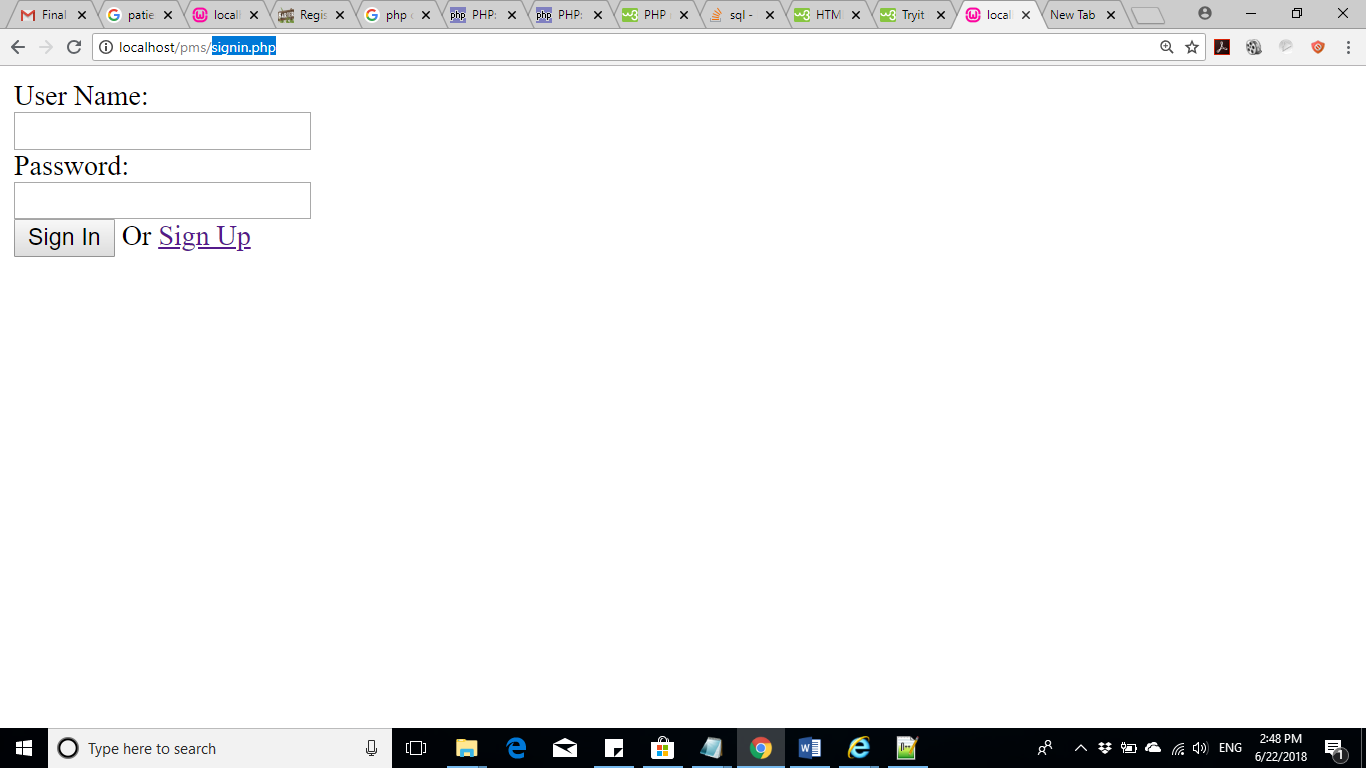 Final
patie
local
Regis
php
PHP:
PHP:
PHP
sql -
HTM
Tryit
local
New Tab
localhost/pms/signin.php
User Name:
Password:
Sign In Or Sign Up
Type here to search
ENG
2:48 PM
6/22/2018
1